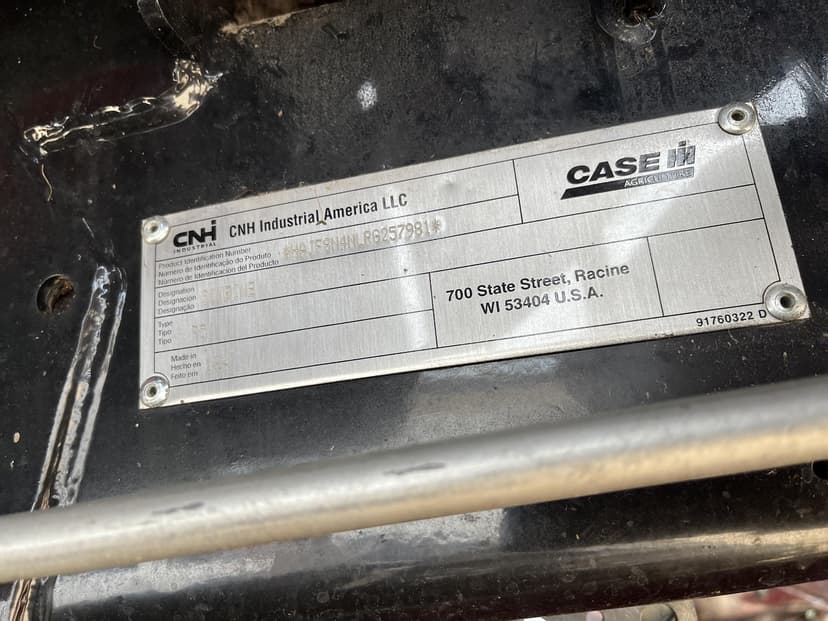 CNH
INDUSTRIAL
CNH Industrial America LLC
CASE IH
AGRICULTURE
Product Identification Number
Número de Identificação do Produto
Número de Identificación del Producto
Designation
Designación
Designação
COMBINE
Type
Tipo
Tipo
700 State Street, Racine
WI 53404 U.S.A.
Made in
Hecho en
Feito em
91760322 D